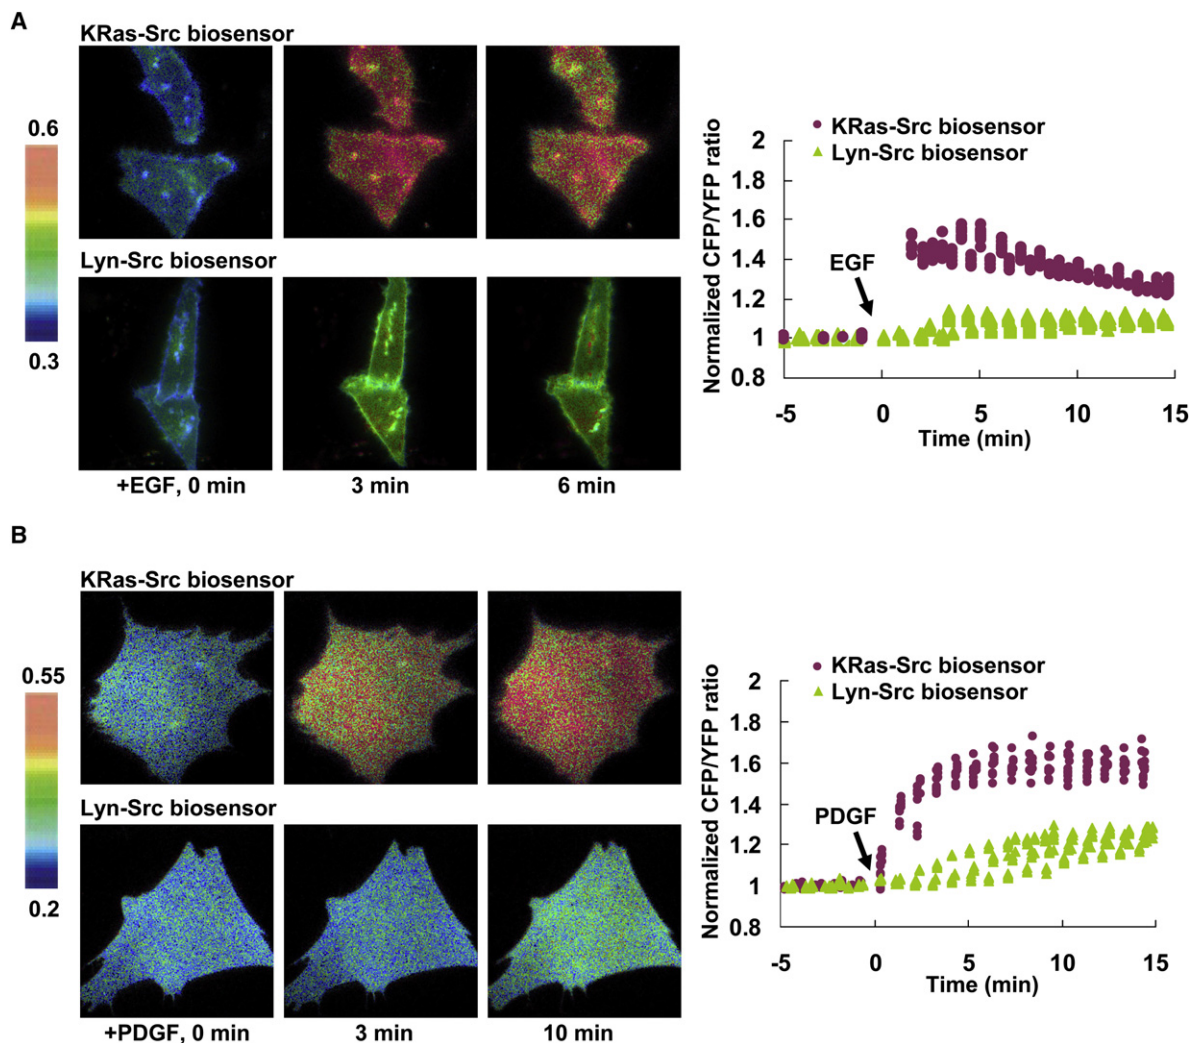 A
KRas-Src biosensor
0.6
0.3
Lyn-Src biosensor
+EGF, 0 min
3 min
6 min
KRas-Src biosensor
Lyn-Src biosensor
Normalized CFP/YFP ratio
2
1.8
1.6
1.4
1.2
1
0.8
EGF
-5
0
5
10
15
Time (min)
B
KRas-Src biosensor
0.55
0.2
Lyn-Src biosensor
+PDGF, 0 min
3 min
10 min
KRas-Src biosensor
Lyn-Src biosensor
Normalized CFP/YFP ratio
2
1.8
1.6
1.4
1.2
1
0.8
PDGF
-5
0
5
10
15
Time (min)